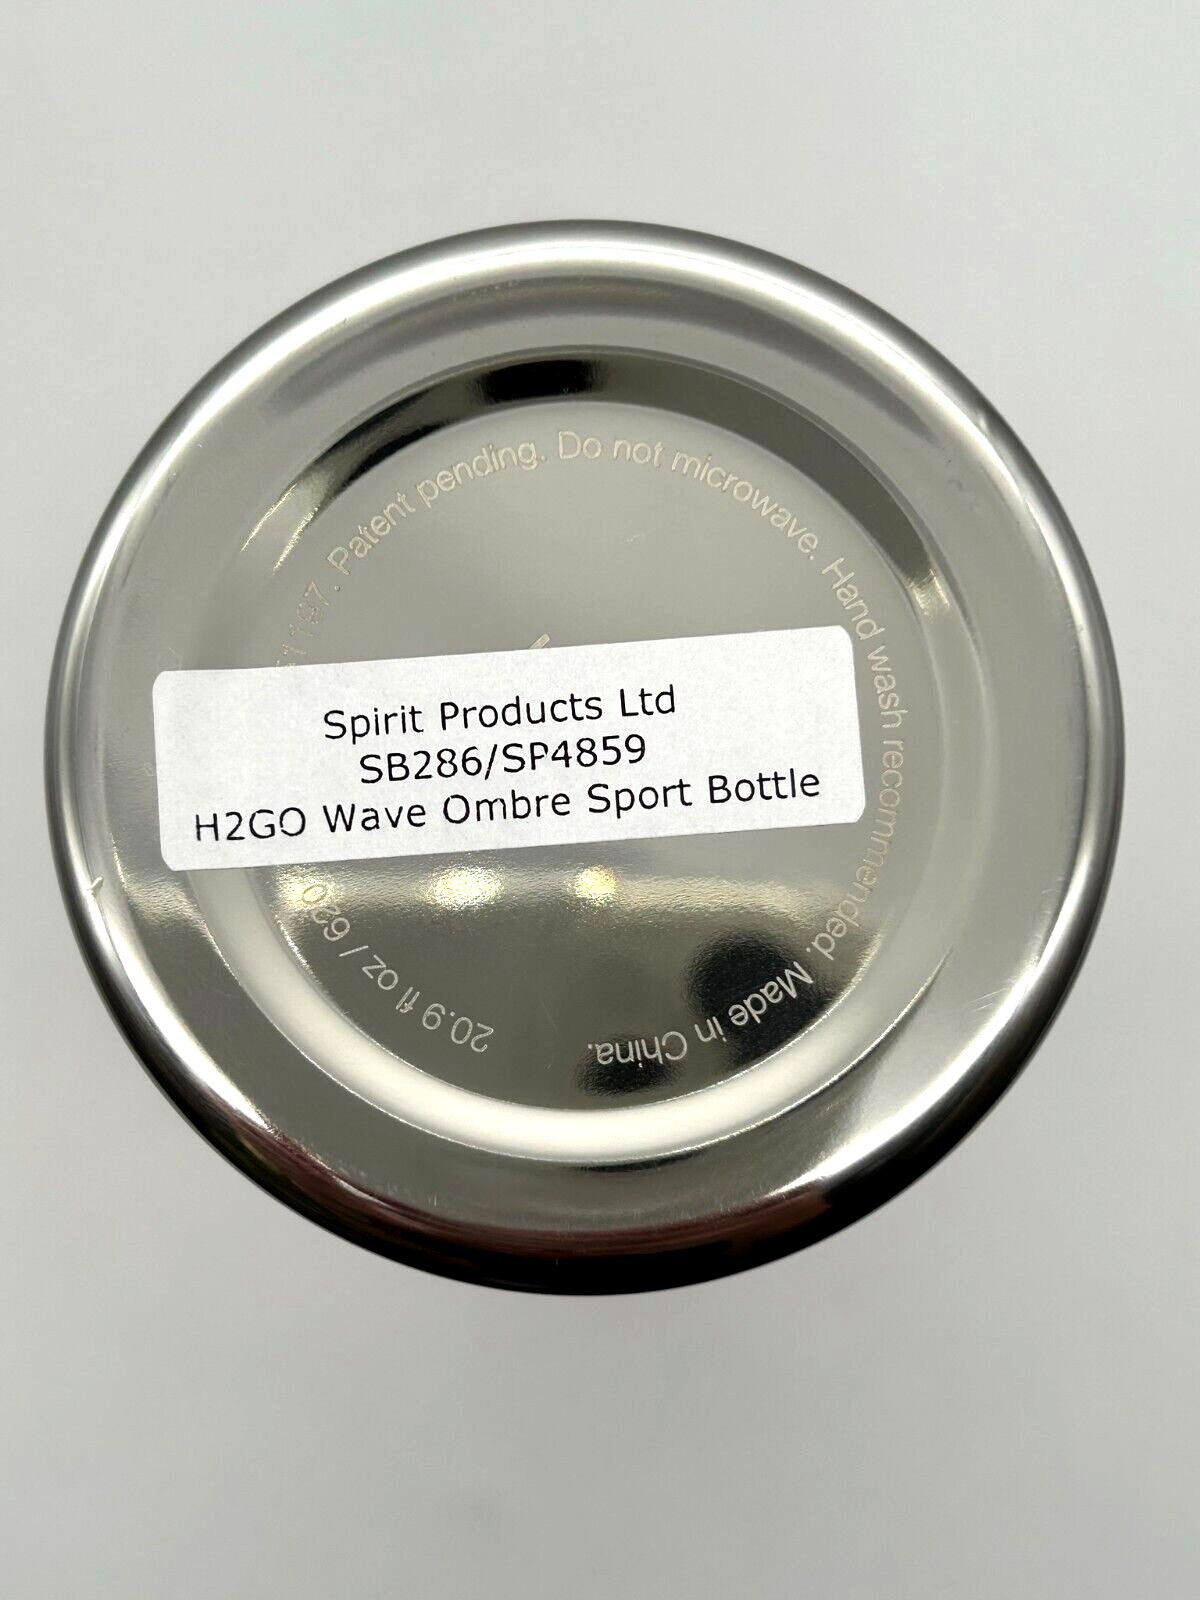 Spirit Products Ltd
SB286/SP4859
H2GO Wave Ombre Sport Bottle
Patent pending. Do not microwave. Hand wash recommended. Made in China.
20.9 fl oz / 620